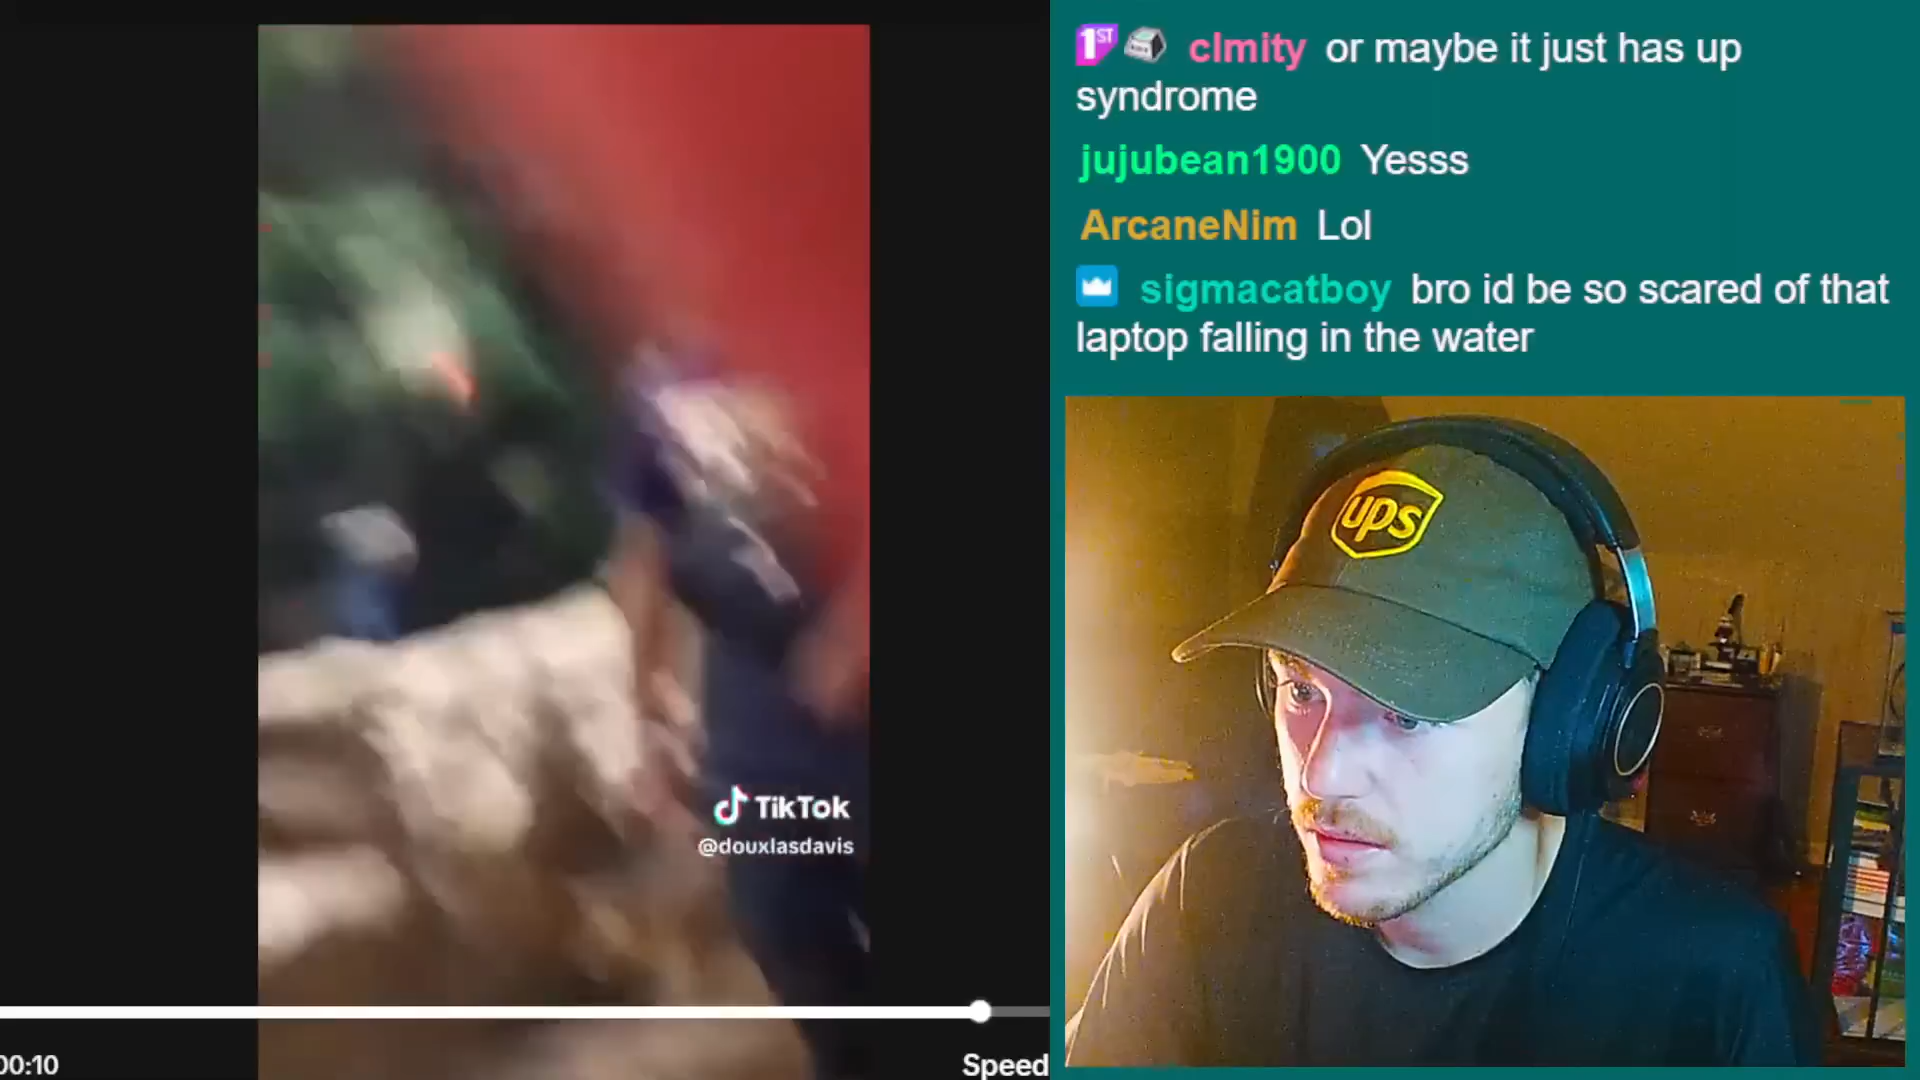 1ST clmity or maybe it just has up
syndrome
jujubean1900 Yesss
ArcaneNim Lol
sigmacatboy bro id be so scared of that
laptop falling in the water
ups
TikTok
@douxlasdavis
00:10
Speed